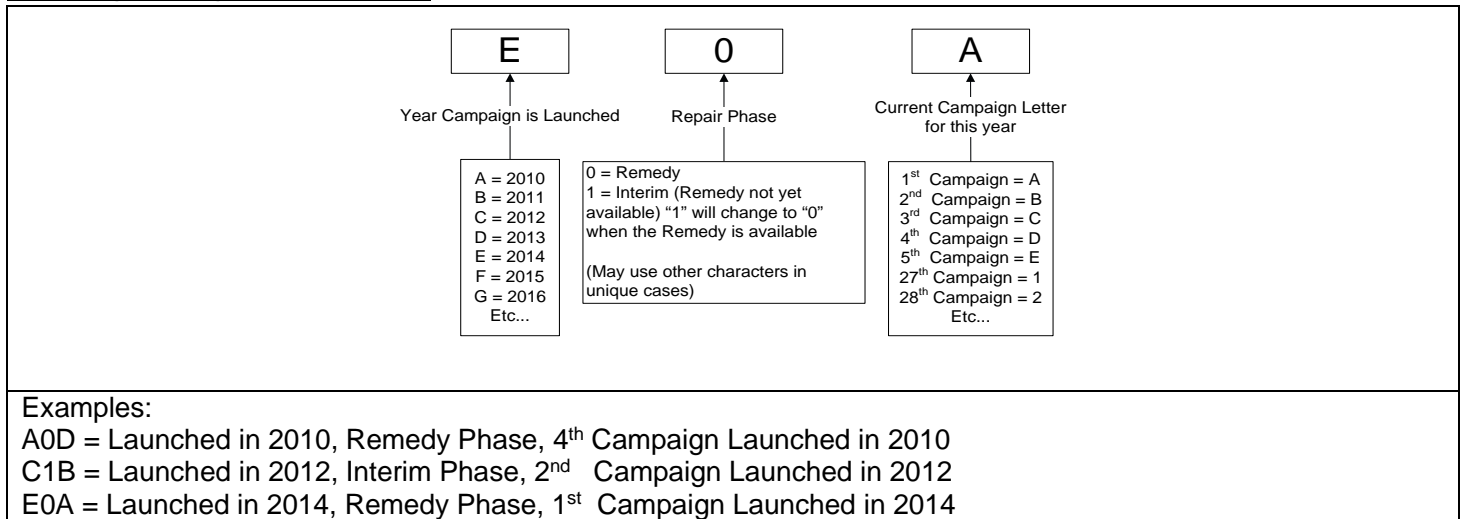 E
0
A
Year Campaign is Launched
Repair Phase
Current Campaign Letter
for this year
A = 2010
B = 2011
C = 2012
D = 2013
E = 2014
F = 2015
G = 2016
Etc...
0 = Remedy
1 = Interim (Remedy not yet
available) “1” will change to “0”
when the Remedy is available
(May use other characters in
unique cases)
1st Campaign = A
2nd Campaign = B
3rd Campaign = C
4th Campaign = D
5th Campaign = E
27th Campaign = 1
28th Campaign = 2
Etc...
Examples:
A0D = Launched in 2010, Remedy Phase, 4th Campaign Launched in 2010
C1B = Launched in 2012, Interim Phase, 2nd Campaign Launched in 2012
E0A = Launched in 2014, Remedy Phase, 1st Campaign Launched in 2014